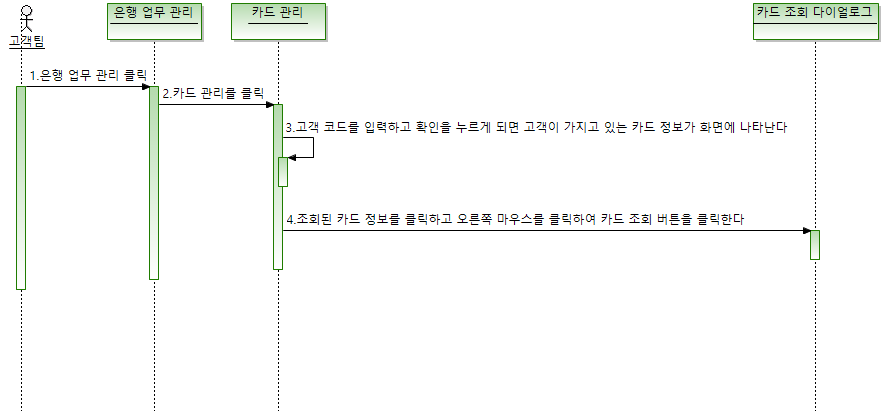 은행 업무 관리
카드 관리
카드 조회 다이얼로그
고객팀
1.은행 업무 관리 클릭
2.카드 관리를 클릭
3.고객 코드를 입력하고 확인을 누르게 되면 고객이 가지고 있는 카드 정보가 화면에 나타난다
4.조회된 카드 정보를 클릭하고 오른쪽 마우스를 클릭하여 카드 조회 버튼을 클릭한다